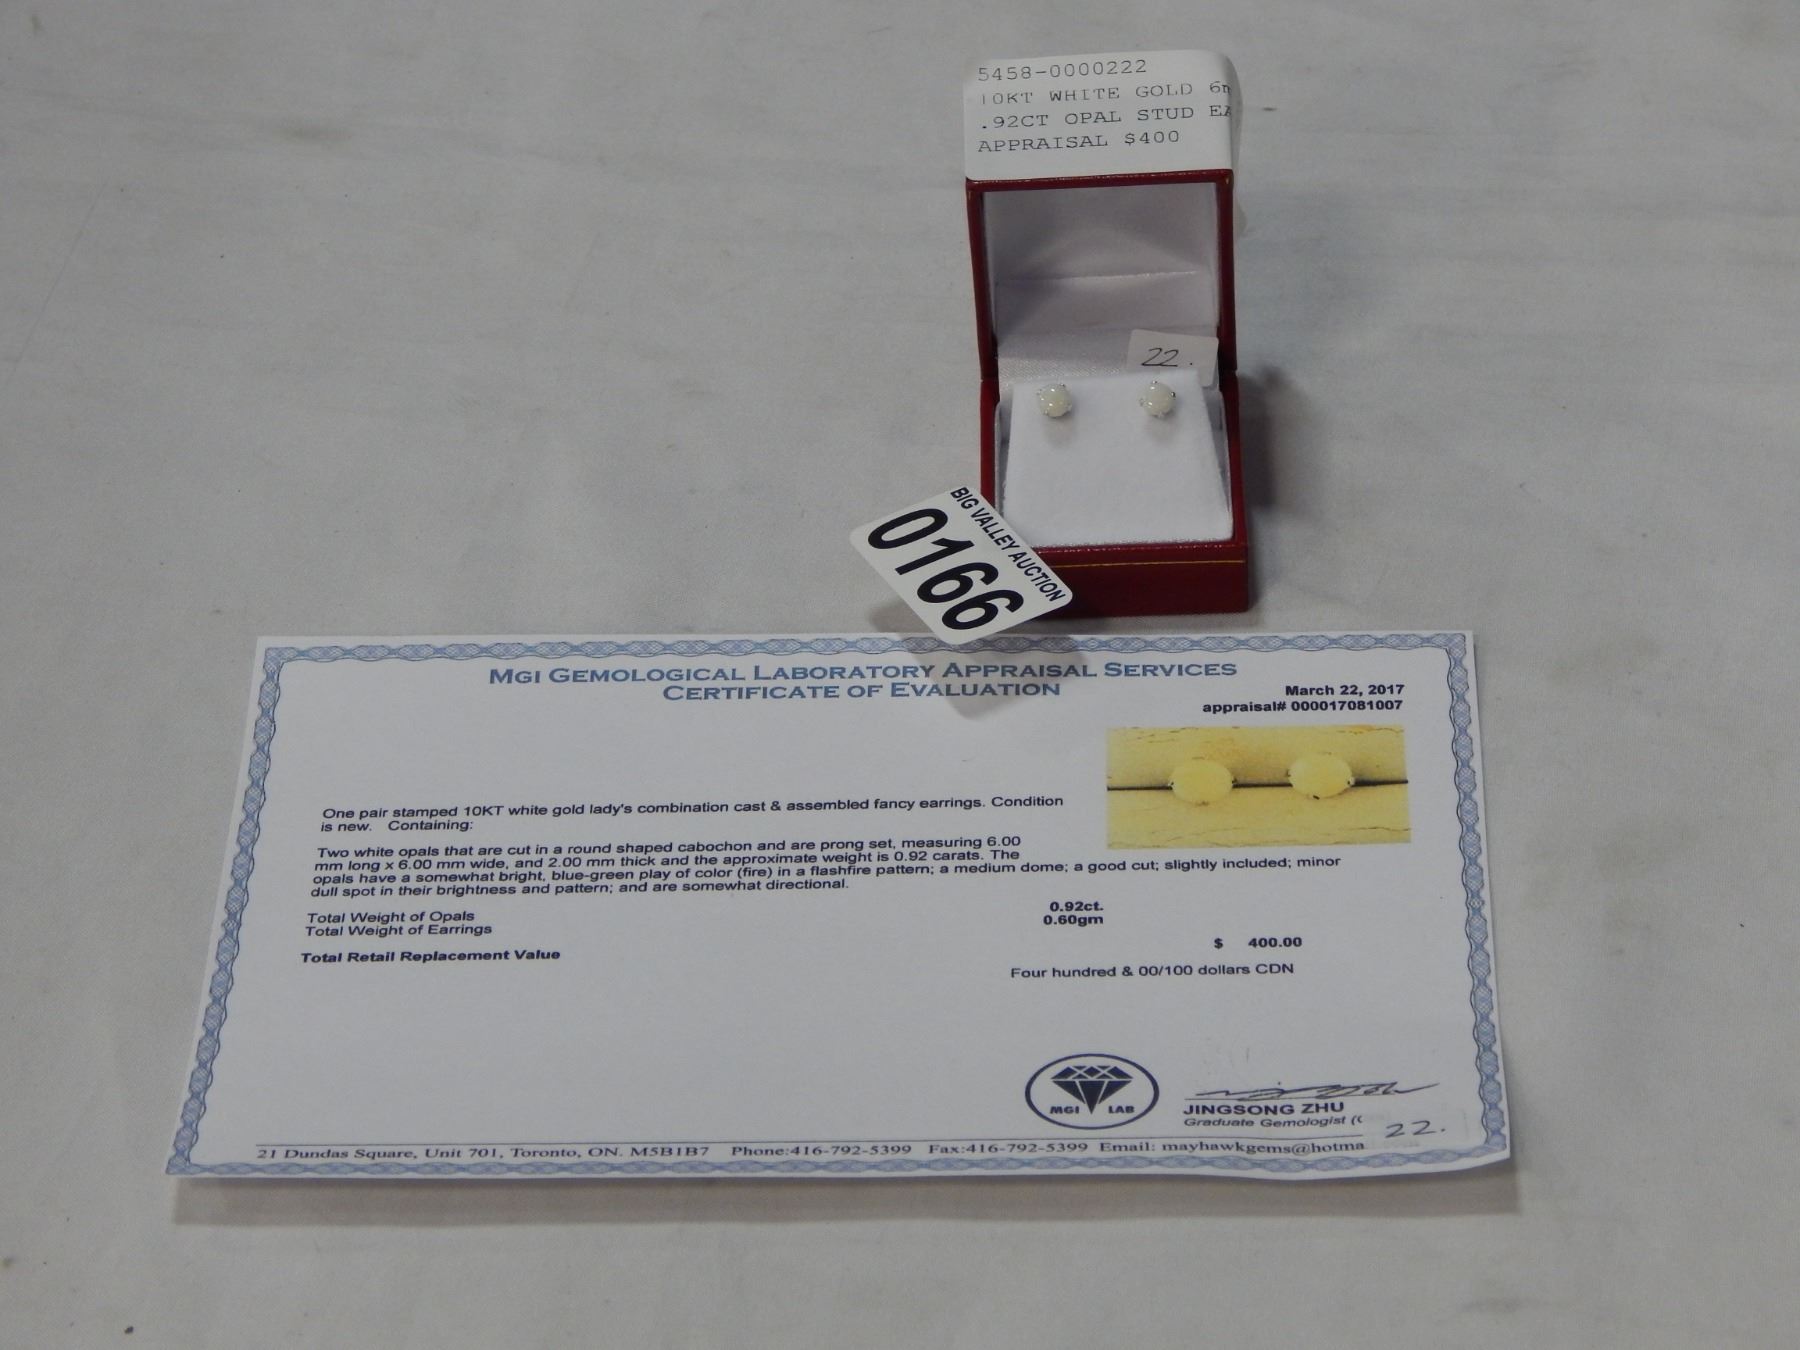 5458-0000222
10KT WHITE GOLD
.92CT OPAL STUD
APPRAISAL $400
22.
BIG VALLEY AUCTION
0166
MGI GEMOLOGICAL LABORATORY APPRAISAL SERVICES
CERTIFICATE OF EVALUATION
March 22, 2017
appraisal# 000017081007
One pair stamped 10KT white gold lady's combination cast & assembled fancy earrings. Condition
is new. Containing:
Two white opals that are cut in a round shaped cabochon and are prong set, measuring 6.00
mm long x 6.00 mm wide, and 2.00 mm thick and the approximate weight is 0.92 carats. The
opals have a somewhat bright, blue-green play of color (fire) in a flashfire pattern; a medium dome; a good cut; slightly included; minor
dull spot in their brightness and pattern; and are somewhat directional.
Total Weight of Opals 0.92ct.
Total Weight of Earrings 0.60gm
Total Retail Replacement Value $ 400.00
Four hundred & 00/100 dollars CDN
MGI LAB
JINGSONG ZHU
Graduate Gemologist (
22.
21 Dundas Square, Unit 701, Toronto, ON. M5B1B7 Phone:416-792-5399 Fax:416-792-5399 Email: mayhawkgems@hotma